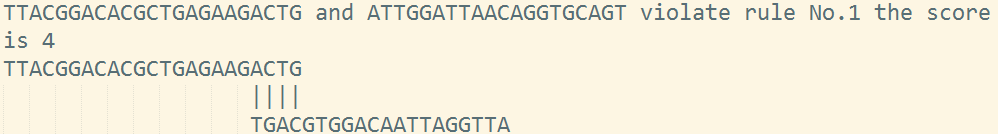 TTACGGACACGCTGAGAAGACTG and ATTGGATTAACAGGTGCAGT violate rule No.1 the score
is 4
TTACGGACACGCTGAGAAGACTG
||||
TGACGTGGACAATTAGGTTA